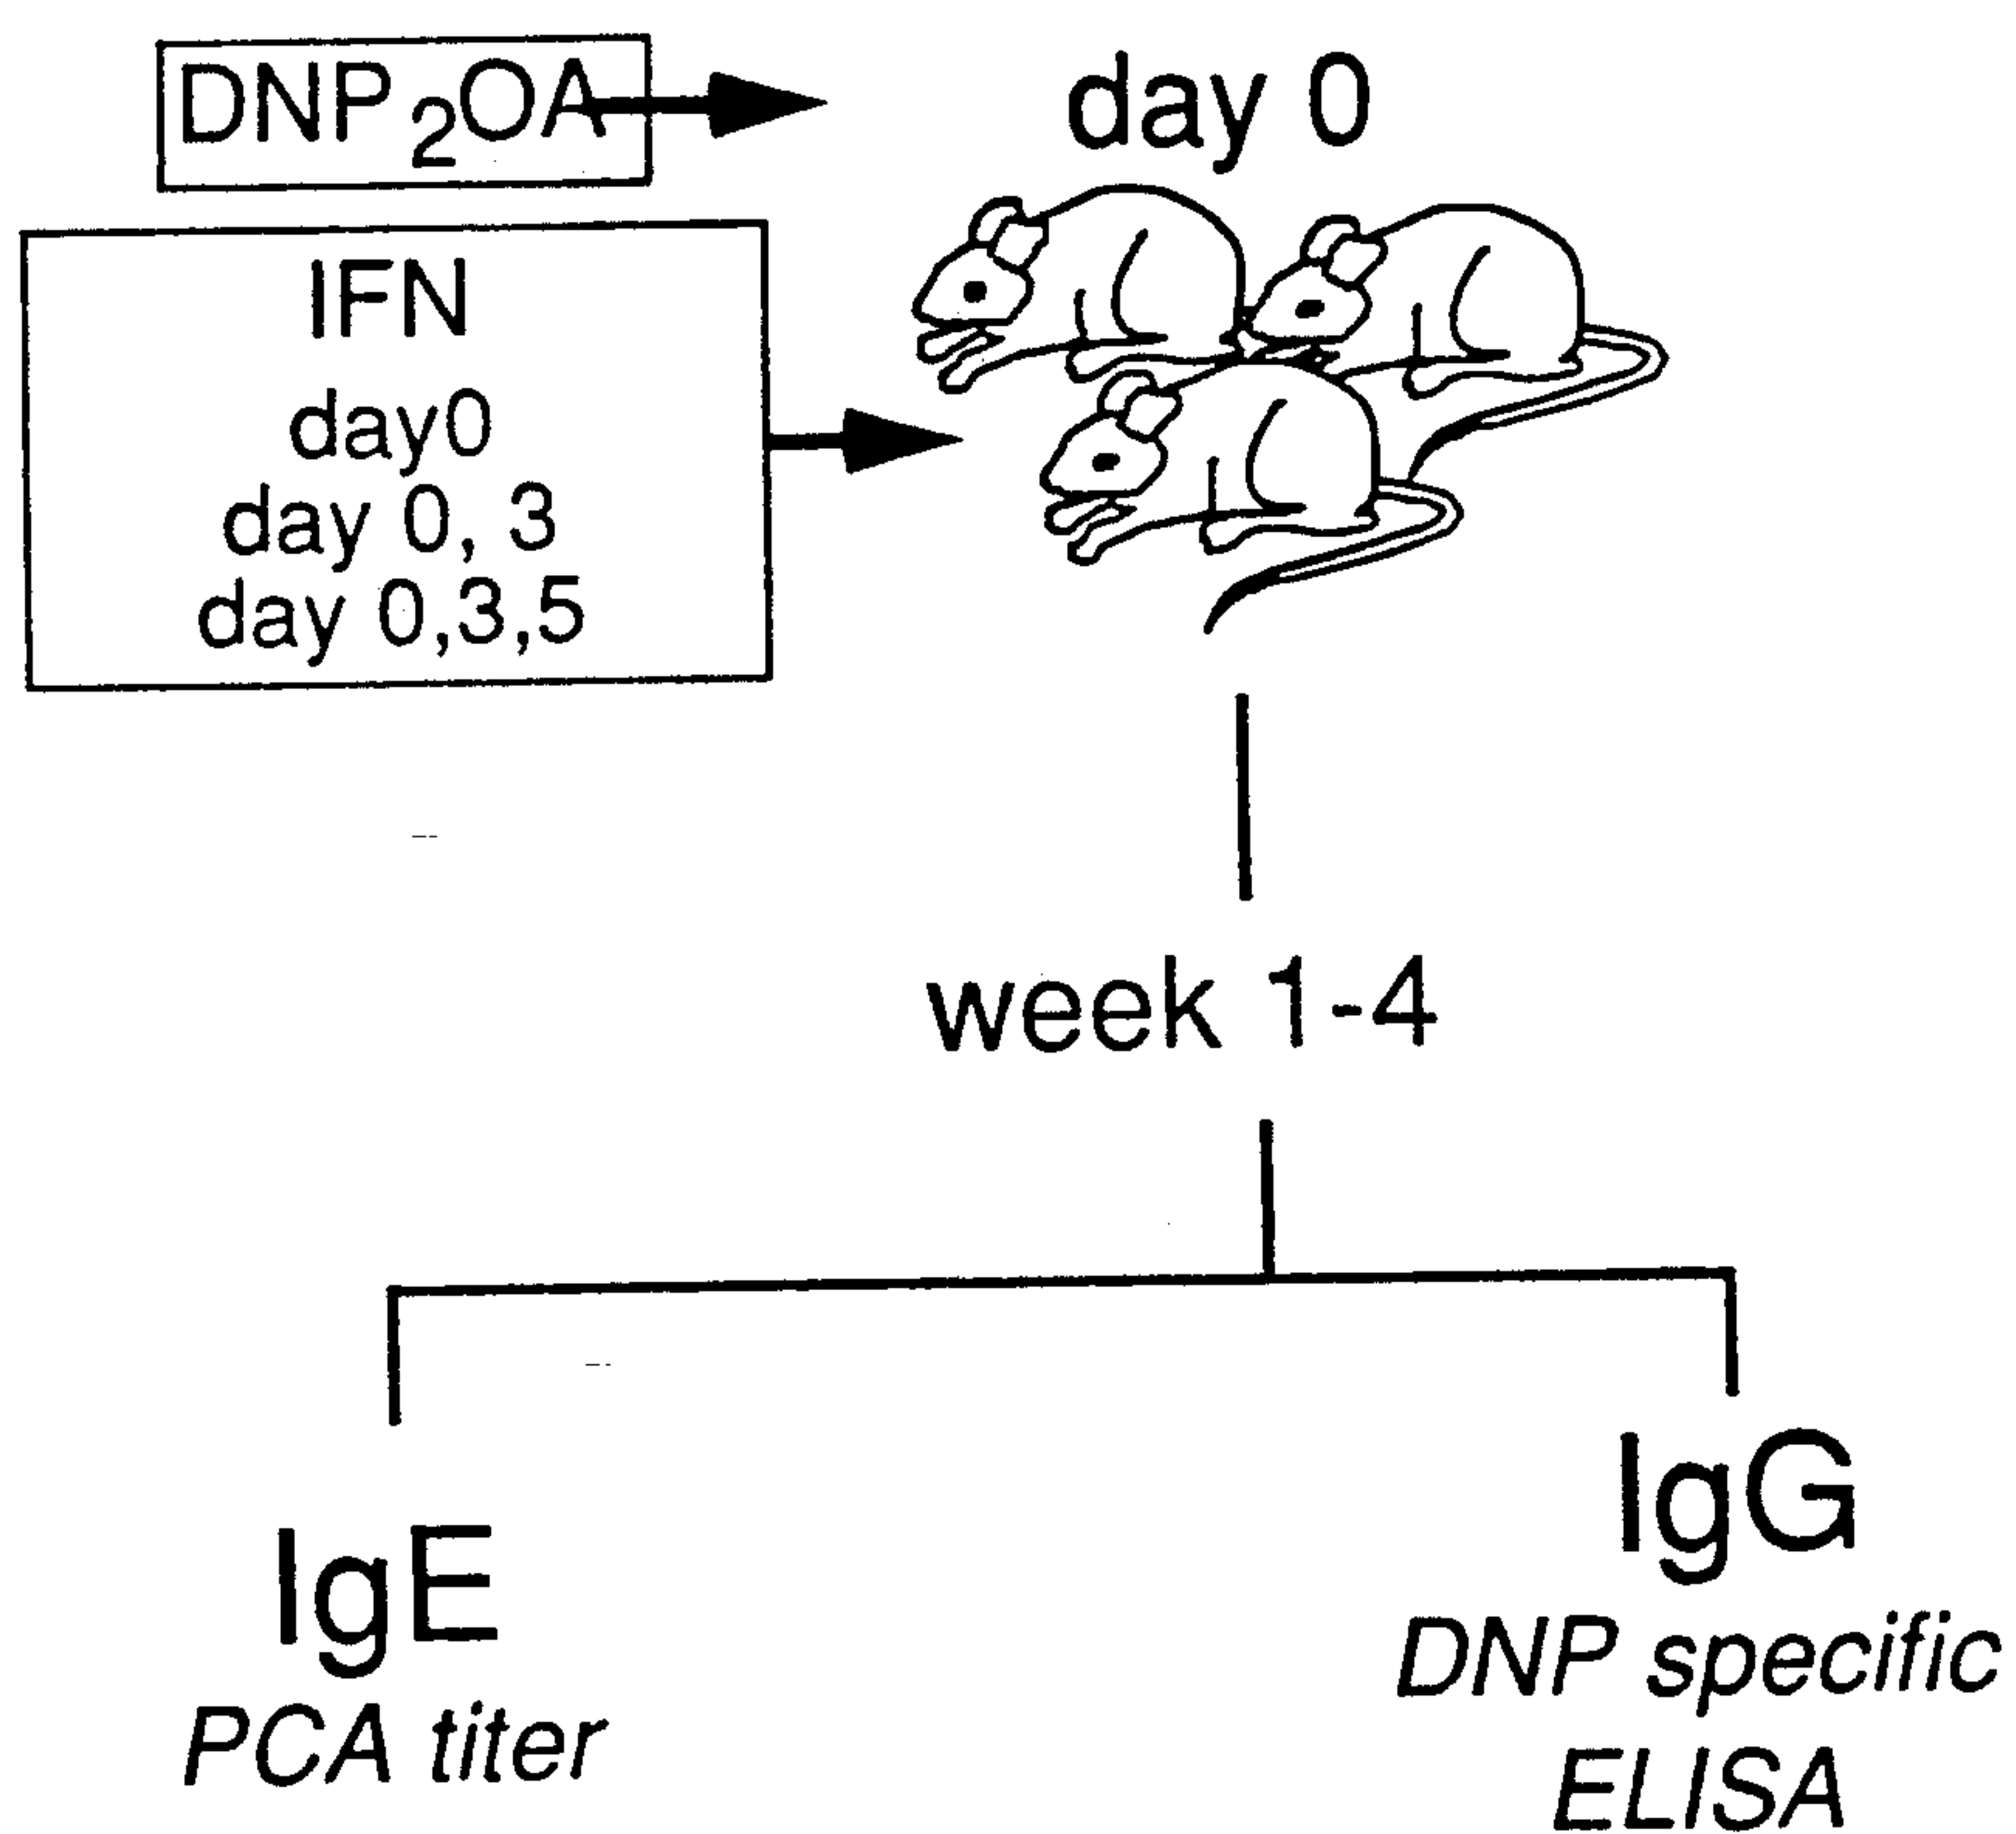 DNP2OA
day 0
IFN
day0
day 0, 3
day 0,3,5
week 1-4
IgE
PCA titer
IgG
DNP specific
ELISA